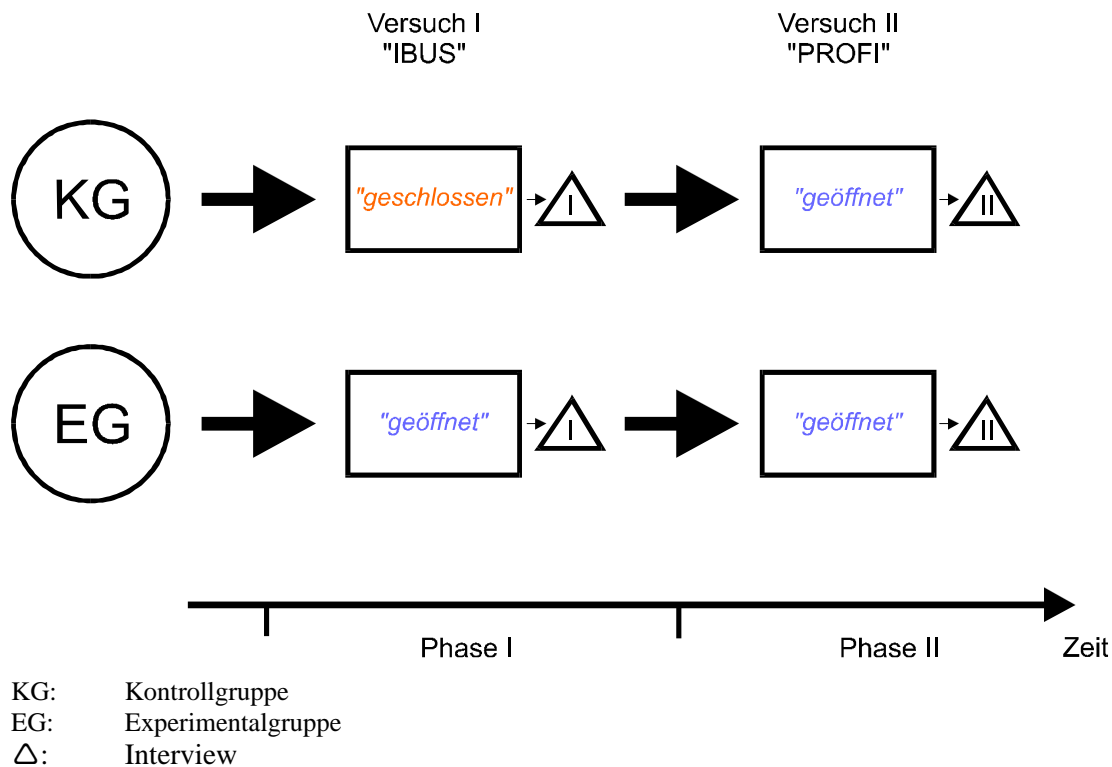 Versuch I
"IBUS"
Versuch II
"PROFI"
KG
"geschlossen"
I
"geöffnet"
II
EG
"geöffnet"
I
"geöffnet"
II
Phase I
Phase II
Zeit
KG: Kontrollgruppe
EG: Experimentalgruppe
△: Interview